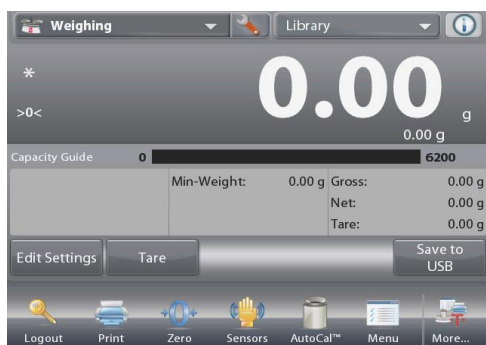 Weighing Library
*
>0<
0.00 g
0.00 g
Capacity Guide 0 6200
Min-Weight: 0.00 g Gross: 0.00 g
Net: 0.00 g
Tare: 0.00 g
Edit Settings Tare Save to USB
Logout Print Zero Sensors AutoCal™ Menu More...